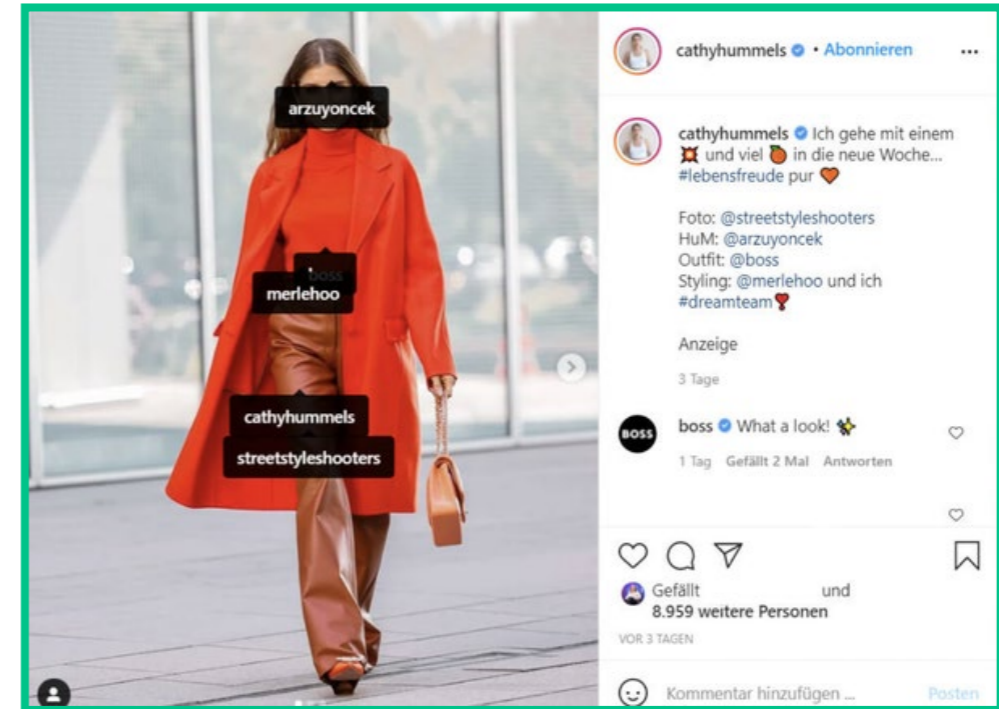 cathyhummels • Abonnieren
arzuyoncek
cathyhummels Ich gehe mit einem
💥 und viel 🍊 in die neue Woche...
#lebensfreude pur 🧡
Foto: @streetstyleshooters
HuM: @arzuyoncek
Outfit: @boss
Styling: @merlehoo und ich
#dreamteam❣️
Anzeige
3 Tage
boss
merlehoo
cathyhummels
streetstyleshooters
BOSS
boss What a look! ✨
1 Tag Gefällt 2 Mal Antworten
Gefällt und
8.959 weitere Personen
VOR 3 TAGEN
Kommentar hinzufügen ... Posten